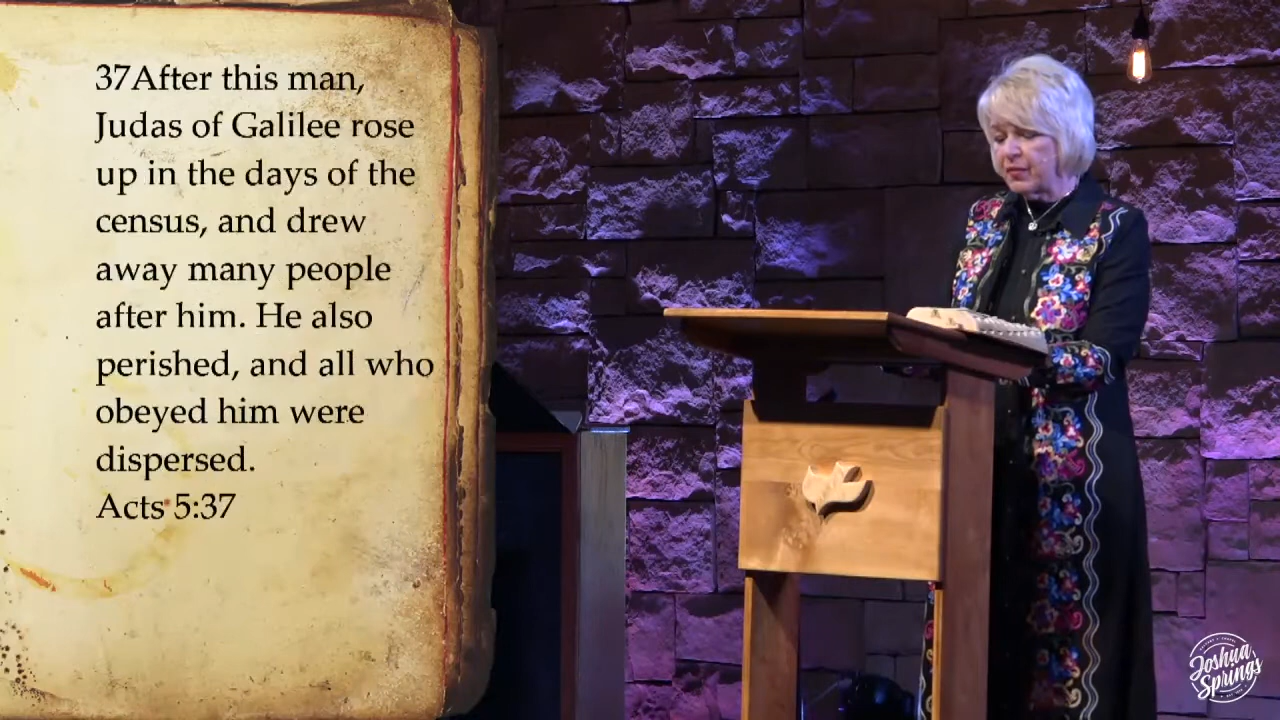 37After this man,
Judas of Galilee rose
up in the days of the
census, and drew
away many people
after him. He also
perished, and all who
obeyed him were
dispersed.
Acts 5:37
Joshua
Springs